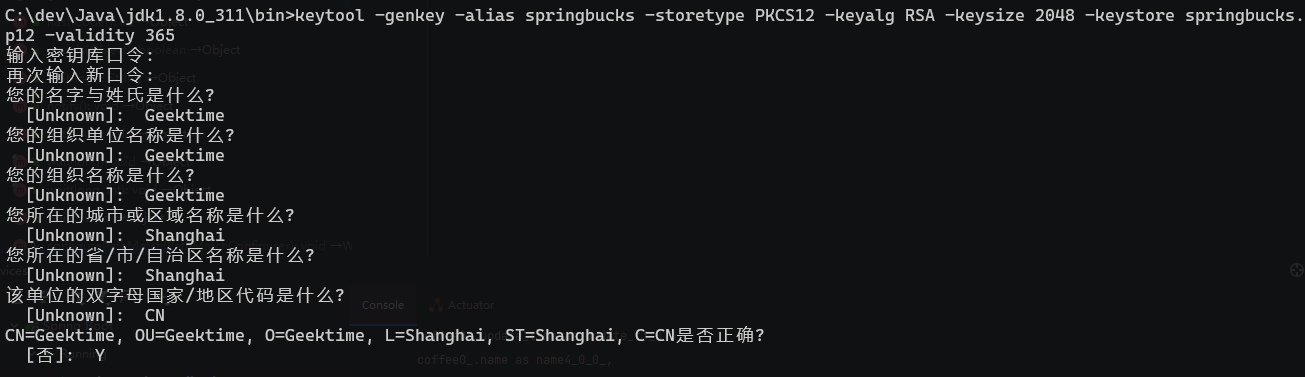 C:\dev\Java\jdk1.8.0_311\bin>keytool -genkey -alias springbucks -storetype PKCS12 -keyalg RSA -keysize 2048 -keystore springbucks.
p12 -validity 365
输入密钥库口令:
再次输入新口令:
您的名字与姓氏是什么?
[Unknown]:  Geektime
您的组织单位名称是什么?
[Unknown]:  Geektime
您的组织名称是什么?
[Unknown]:  Geektime
您所在的城市或区域名称是什么?
[Unknown]:  Shanghai
您所在的省/市/自治区名称是什么?
[Unknown]:  Shanghai
该单位的双字母国家/地区代码是什么?
[Unknown]:  CN
Console Actuator
CN=Geektime, OU=Geektime, O=Geektime, L=Shanghai, ST=Shanghai, C=CN是否正确?
[否]:  Y
coffee0_.name as name4_0_0_,